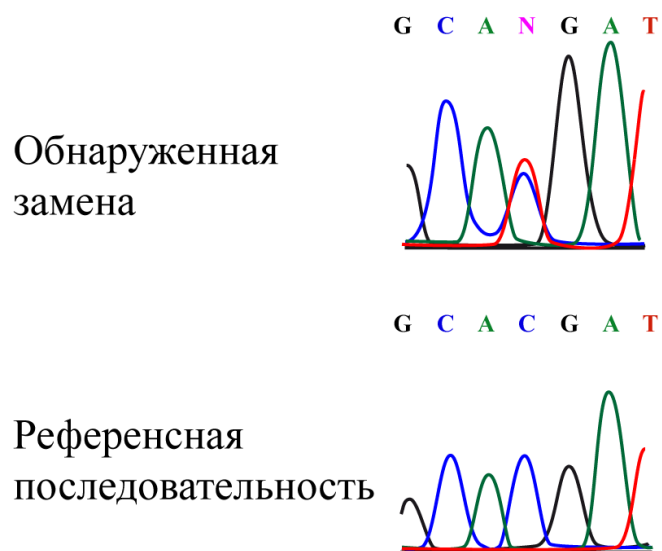 G C A N G A T
Обнаруженная
замена
G C A C G A T
Референсная
последовательность